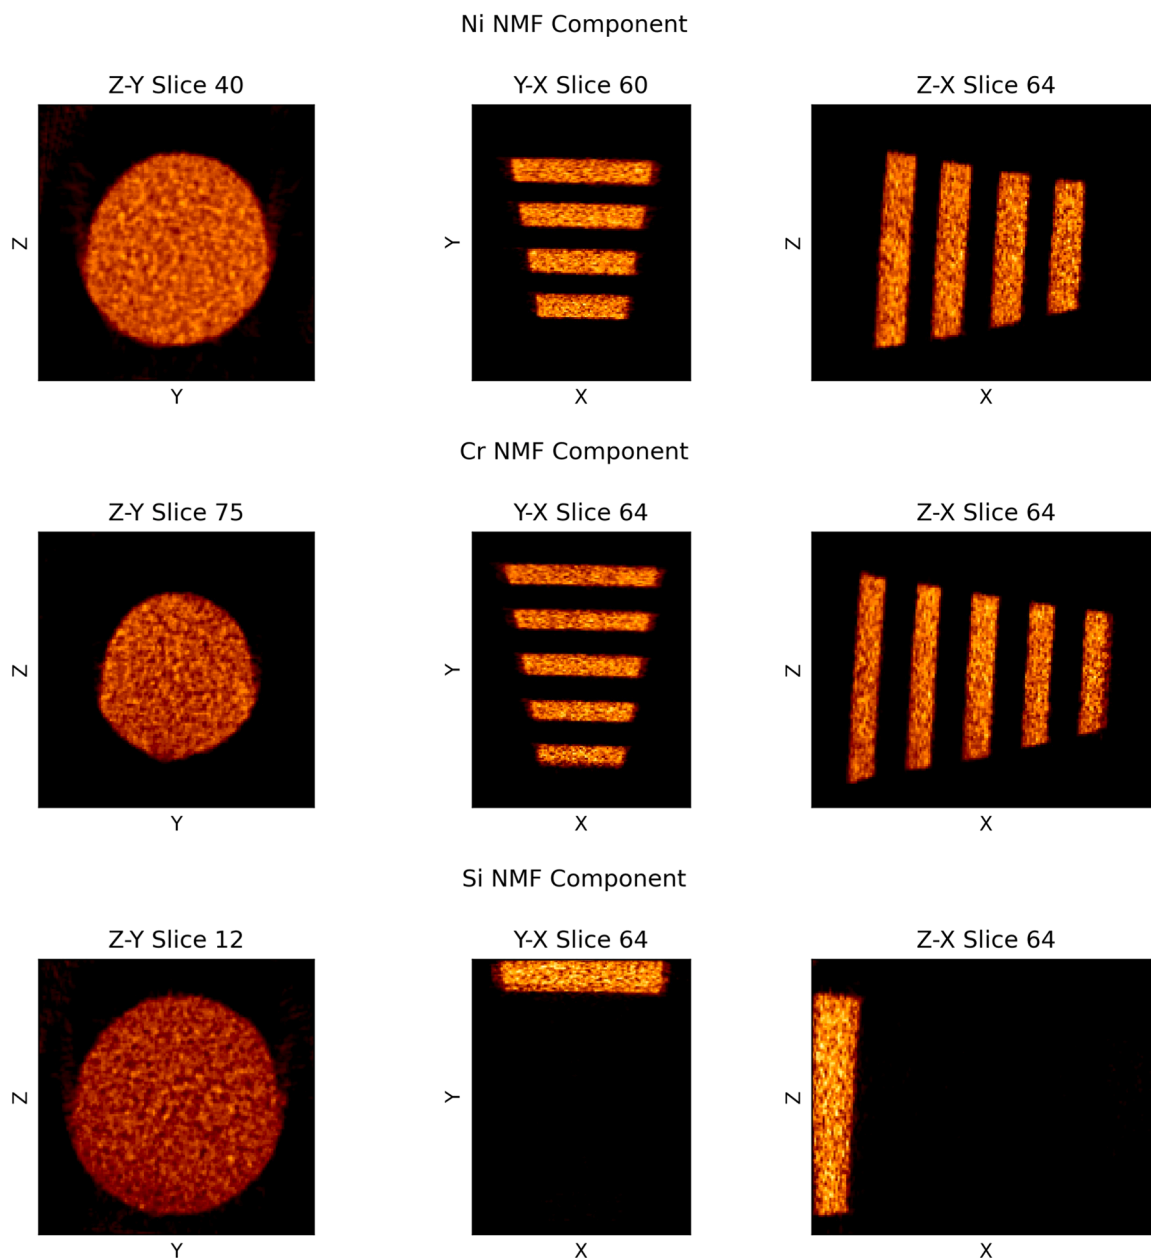 Ni NMF Component
Z-Y Slice 40
Y-X Slice 60
Z-X Slice 64
Z
Y
Y
X
Z
X
Cr NMF Component
Z-Y Slice 75
Y-X Slice 64
Z-X Slice 64
Z
Y
Y
X
Z
X
Si NMF Component
Z-Y Slice 12
Y-X Slice 64
Z-X Slice 64
Z
Y
Y
X
Z
X